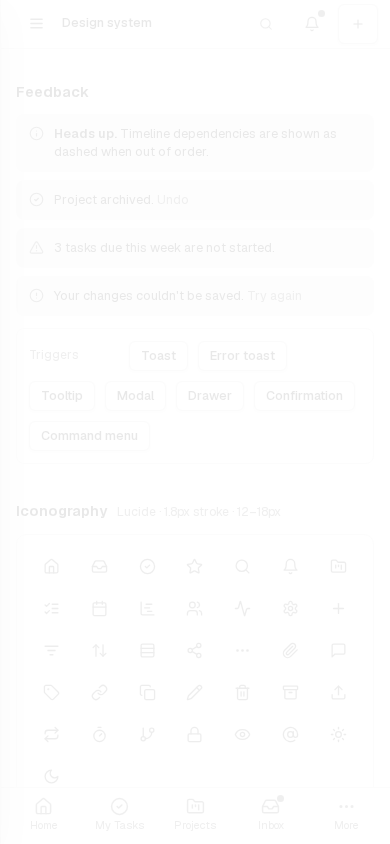 Design system
Feedback
Heads up. Timeline dependencies are shown as
dashed when out of order.
Project archived. Undo
3 tasks due this week are not started.
Your changes couldn't be saved. Try again
Triggers
Toast
Error toast
Tooltip
Modal
Drawer
Confirmation
Command menu
Iconography
Lucide · 1.8px stroke · 12–18px
Home
My Tasks
Projects
Inbox
More